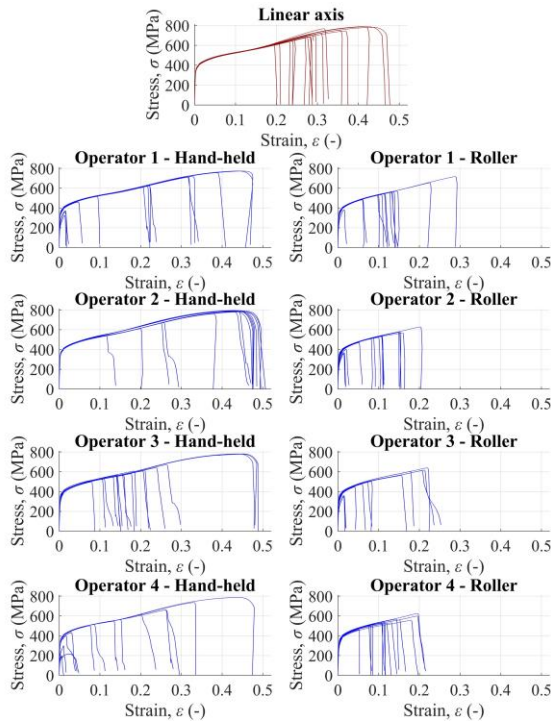 Linear axis
Stress, σ (MPa)
800
600
400
200
0
0 0.1 0.2 0.3 0.4 0.5
Strain, ε (-)
Operator 1 - Hand-held
Stress, σ (MPa)
800
600
400
200
0
0 0.1 0.2 0.3 0.4 0.5
Strain, ε (-)
Operator 1 - Roller
Stress, σ (MPa)
800
600
400
200
0
0 0.1 0.2 0.3 0.4 0.5
Strain, ε (-)
Operator 2 - Hand-held
Stress, σ (MPa)
800
600
400
200
0
0 0.1 0.2 0.3 0.4 0.5
Strain, ε (-)
Operator 2 - Roller
Stress, σ (MPa)
800
600
400
200
0
0 0.1 0.2 0.3 0.4 0.5
Strain, ε (-)
Operator 3 - Hand-held
Stress, σ (MPa)
800
600
400
200
0
0 0.1 0.2 0.3 0.4 0.5
Strain, ε (-)
Operator 3 - Roller
Stress, σ (MPa)
800
600
400
200
0
0 0.1 0.2 0.3 0.4 0.5
Strain, ε (-)
Operator 4 - Hand-held
Stress, σ (MPa)
800
600
400
200
0
0 0.1 0.2 0.3 0.4 0.5
Strain, ε (-)
Operator 4 - Roller
Stress, σ (MPa)
800
600
400
200
0
0 0.1 0.2 0.3 0.4 0.5
Strain, ε (-)